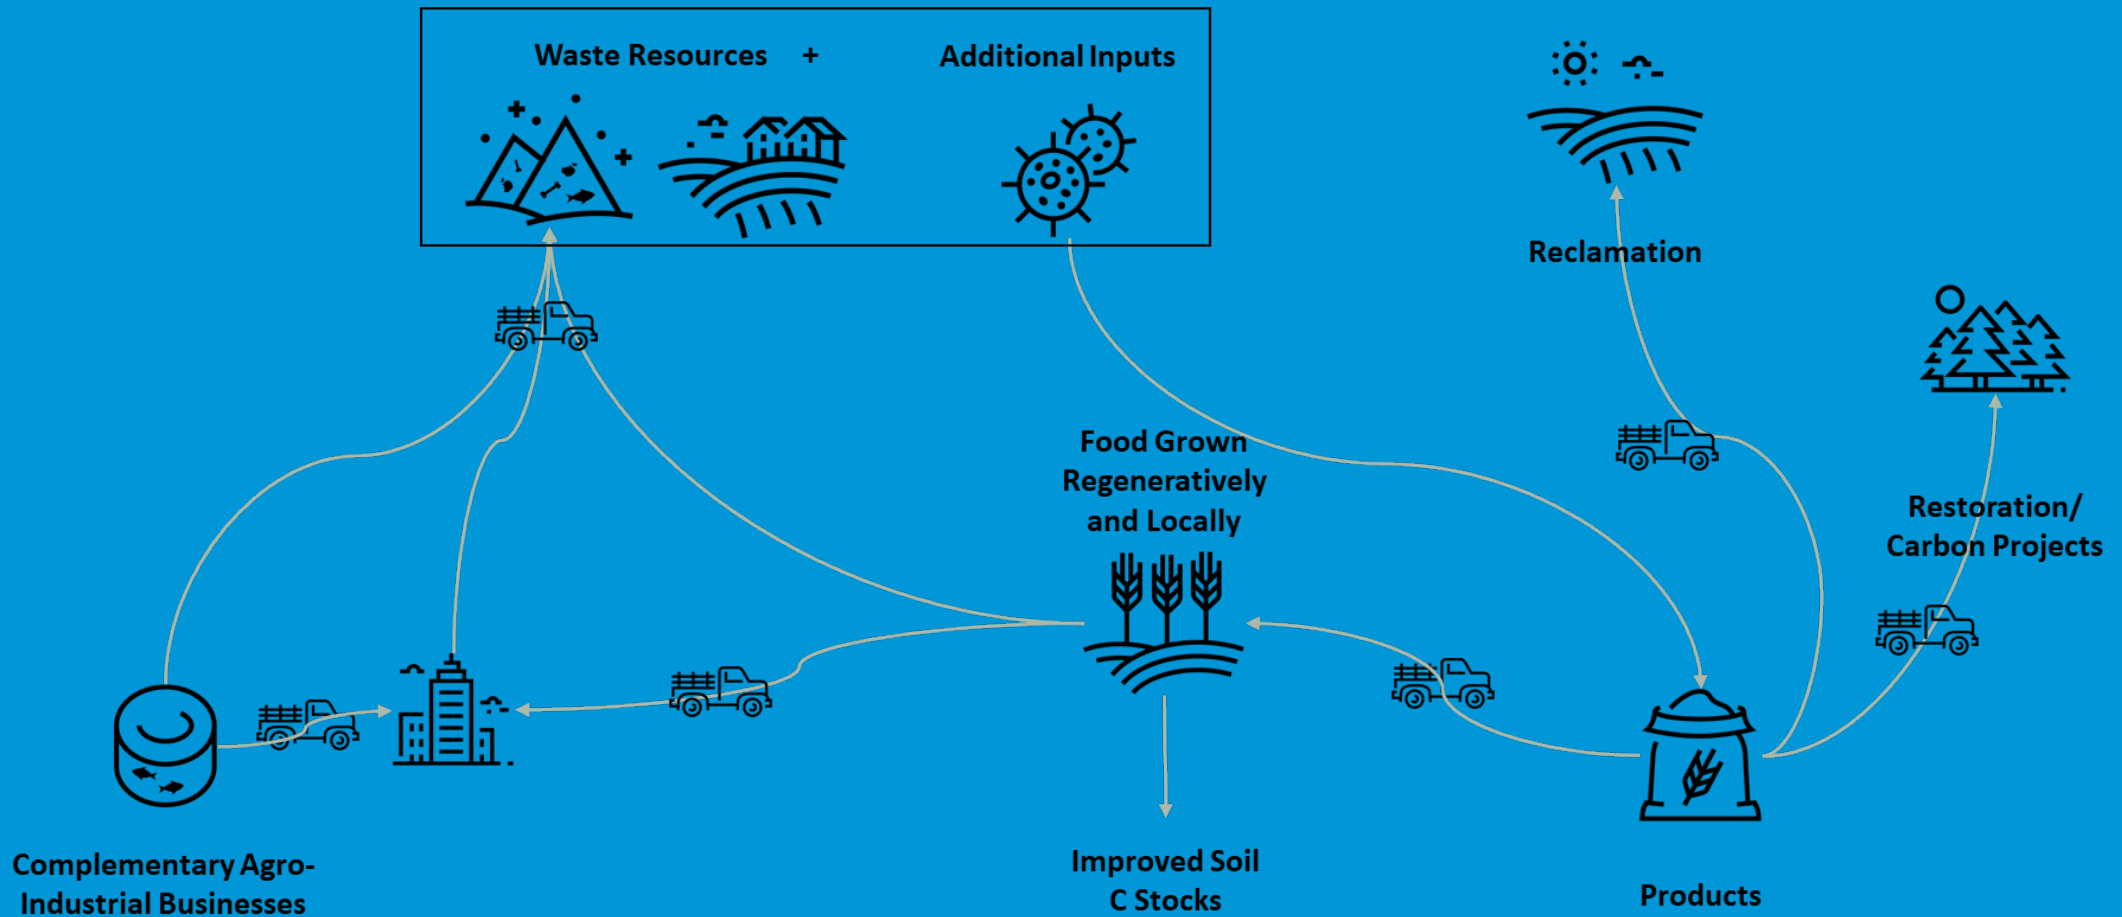 Waste Resources + Additional Inputs
Reclamation
Food Grown
Regeneratively
and Locally
Restoration/
Carbon Projects
Complementary Agro-
Industrial Businesses
Improved Soil
C Stocks
Products